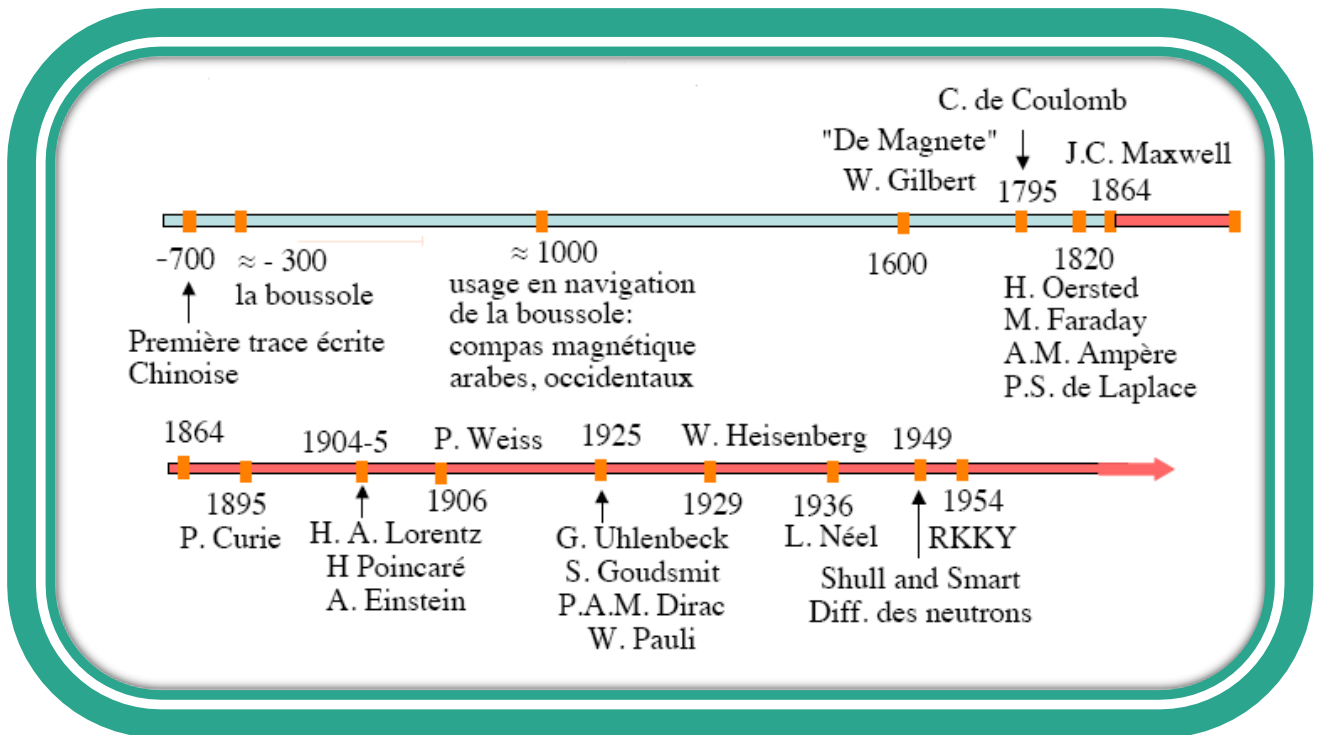 C. de Coulomb
"De Magnete"
J.C. Maxwell
W. Gilbert
1795
1864
-700
≈ - 300
≈ 1000
1600
1820
la boussole
usage en navigation
de la boussole:
compas magnétique
arabes, occidentaux
H. Oersted
M. Faraday
A.M. Ampère
P.S. de Laplace
Première trace écrite
Chinoise
1864
1904-5
P. Weiss
1925
W. Heisenberg
1949
1895
1906
1929
1936
1954
P. Curie
H. A. Lorentz
H Poincaré
A. Einstein
G. Uhlenbeck
S. Goudsmit
P.A.M. Dirac
W. Pauli
L. Néel
RKKY
Shull and Smart
Diff. des neutrons